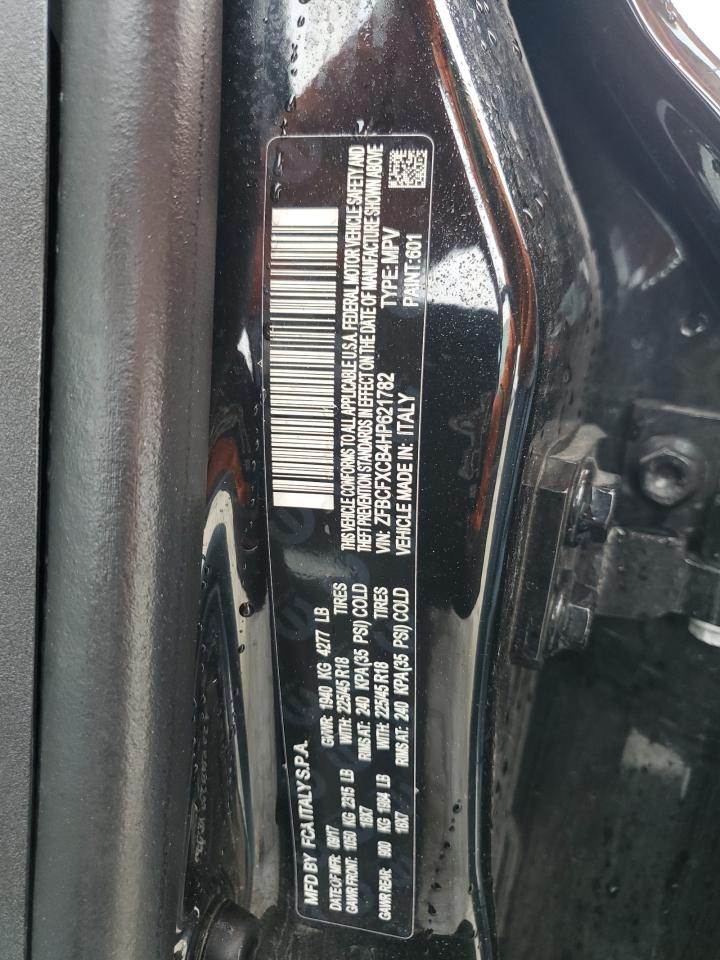 MFD BY FCA ITALY S.P.A.
DATE OF MFR: 09/17 GVWR: 1940 KG 4277 LB
GAWR FRONT: 1050 KG 2315 LB WITH: 225/45 R18 TIRES
18X7 RIMS AT: 240 KPA(35 PSI) COLD
GAWR REAR: 900 KG 1984 LB WITH: 225/45 R18 TIRES
18X7 RIMS AT: 240 KPA(35 PSI) COLD
THIS VEHICLE CONFORMS TO ALL APPLICABLE U.S.A. FEDERAL MOTOR VEHICLE SAFETY AND
THEFT PREVENTION STANDARDS IN EFFECT ON THE DATE OF MANUFACTURE SHOWN ABOVE
VIN: ZFBCFXCB4HP621782 TYPE:MPV
VEHICLE MADE IN: ITALY PAINT:601